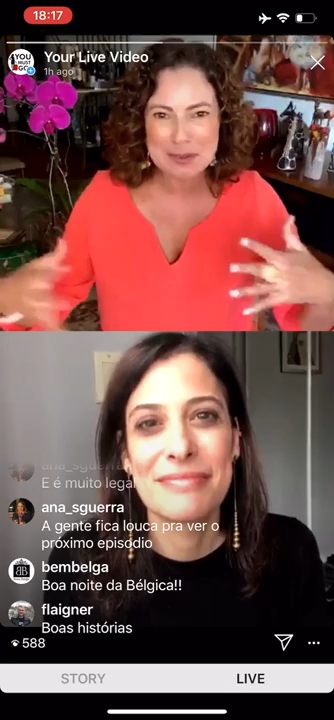 18:17
YOU
MUST
GO
Your Live Video
1h ago
ana_sguerra
E é muito legal
ana_sguerra
A gente fica louca pra ver o
próximo episódio
bembelga
Boa noite da Bélgica!!
flaigner
Boas histórias
588
STORY
LIVE